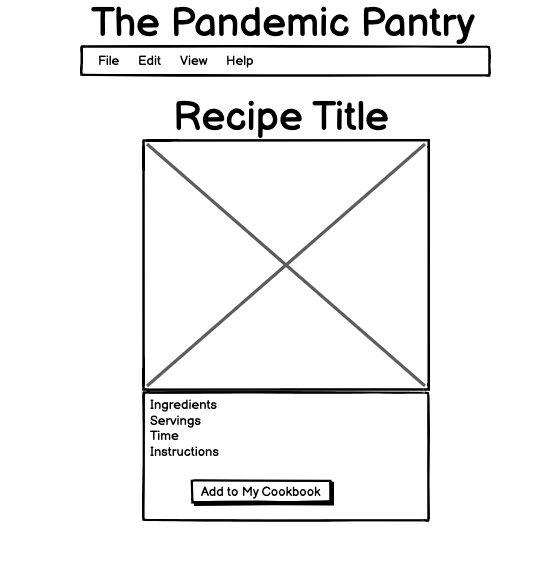 The Pandemic Pantry
File Edit View Help
Recipe Title
Ingredients
Servings
Time
Instructions
Add to My Cookbook